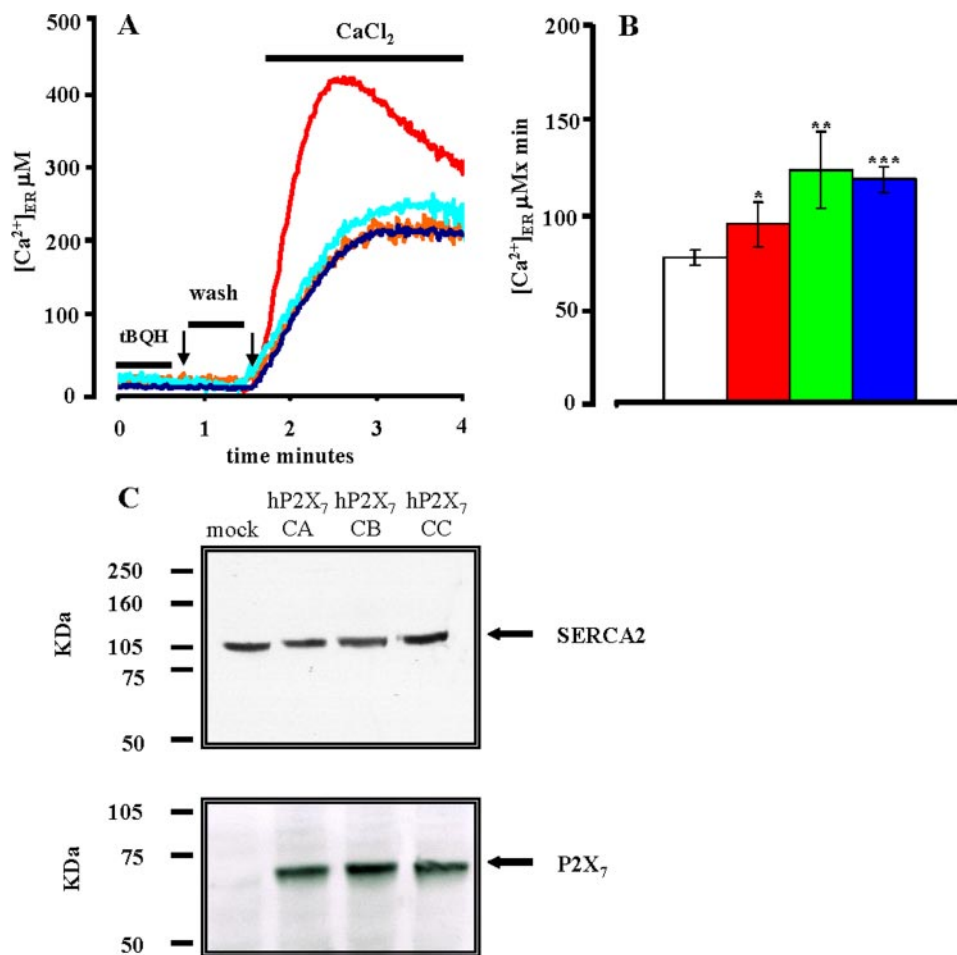 A
B
500
400
300
200
100
0
[Ca²⁺]ER µM
CaCl₂
wash
tBQH
0 1 2 3 4
time minutes
200
150
100
50
0
[Ca²⁺]ER µMx min
*
**
***
C
mock
hP2X₇ CA
hP2X₇ CB
hP2X₇ CC
KDa
250
160
105
75
50
SERCA2
KDa
105
75
50
P2X₇